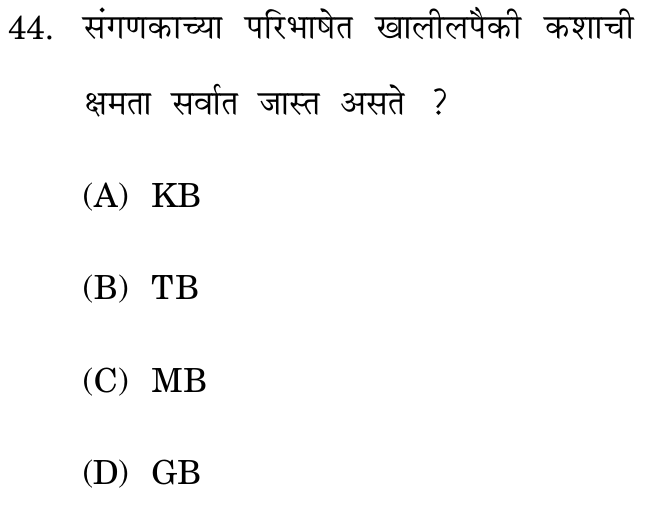 44. संगणकाच्या परिभाषेत खालीलपैकी कशाची
क्षमता सर्वात जास्त असते ?
(A) KB
(B) TB
(C) MB
(D) GB